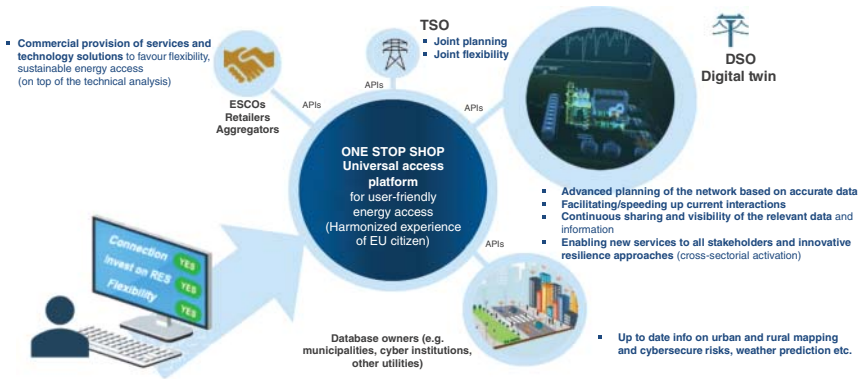 ▪ Commercial provision of services and
technology solutions to favour flexibility,
sustainable energy access
(on top of the technical analysis)
ESCOs
Retailers
Aggregators
APIs
TSO
▪ Joint planning
▪ Joint flexibility
APIs
APIs
DSO
Digital twin
ONE STOP SHOP
Universal access
platform
for user-friendly
energy access
(Harmonized experience
of EU citizen)
▪ Advanced planning of the network based on accurate data
▪ Facilitating/speeding up current interactions
▪ Continuous sharing and visibility of the relevant data and
information
▪ Enabling new services to all stakeholders and innovative
resilience approaches (cross-sectorial activation)
APIs
Connection YES
Invest on RES YES
Flexibility YES
Database owners (e.g.
municipalities, cyber institutions,
other utilities)
▪ Up to date info on urban and rural mapping
and cybersecure risks, weather prediction etc.